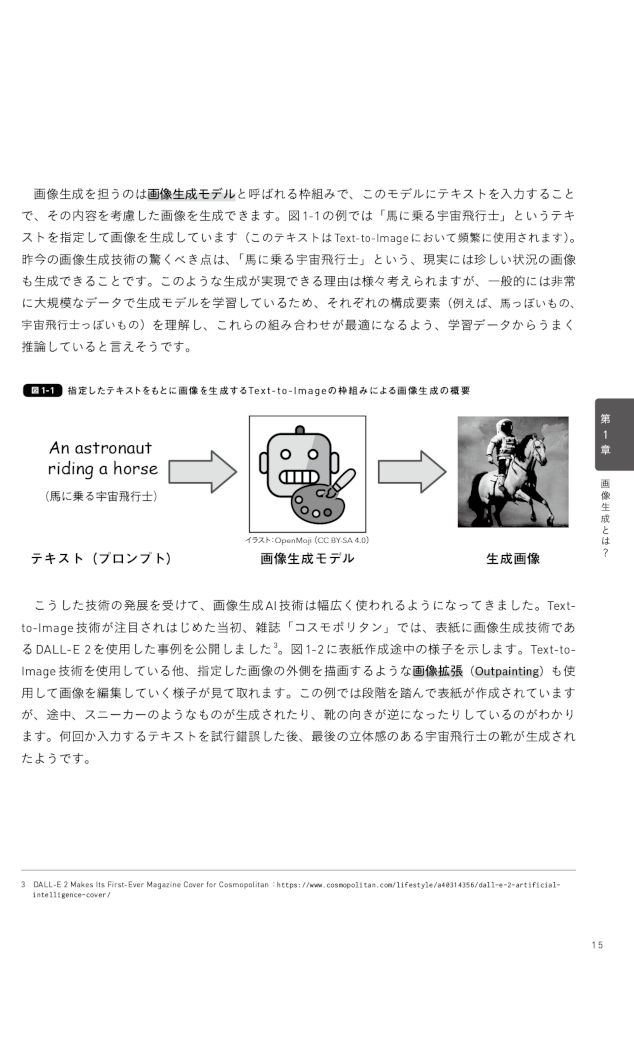 画像生成を担うのは画像生成モデルと呼ばれる枠組みで、このモデルにテキストを入力すること
で、その内容を考慮した画像を生成できます。図1-1の例では「馬に乗る宇宙飛行士」というテキ
ストを指定して画像を生成しています（このテキストはText-to-Imageにおいて頻繁に使用されます）。
昨今の画像生成技術の驚くべき点は、「馬に乗る宇宙飛行士」という、現実には珍しい状況の画像
も生成できることです。このような生成が実現できる理由は様々考えられますが、一般的には非常
に大規模なデータで生成モデルを学習しているため、それぞれの構成要素（例えば、馬っぽいもの、
宇宙飛行士っぽいもの）を理解し、これらの組み合わせが最適になるよう、学習データからうまく
推論していると言えそうです。
図1-1 指定したテキストをもとに画像を生成するText-to-Imageの枠組みによる画像生成の概要
An astronaut
riding a horse
（馬に乗る宇宙飛行士）
イラスト：OpenMoji（CC BY-SA 4.0）
テキスト（プロンプト）
画像生成モデル
生成画像
こうした技術の発展を受けて、画像生成AI技術は幅広く使われるようになってきました。Text-
to-Image技術が注目されはじめた当初、雑誌「コスモポリタン」では、表紙に画像生成技術であ
るDALL-E 2を使用した事例を公開しました3。図1-2に表紙作成途中の様子を示します。Text-to-
Image技術を使用している他、指定した画像の外側を描画するような画像拡張（Outpainting）も使
用して画像を編集していく様子が見て取れます。この例では段階を踏んで表紙が作成されています
が、途中、スニーカーのようなものが生成されたり、靴の向きが逆になったりしているのがわかり
ます。何回か入力するテキストを試行錯誤した後、最後の立体感のある宇宙飛行士の靴が生成され
たようです。
3 DALL-E 2 Makes Its First-Ever Magazine Cover for Cosmopolitan：https://www.cosmopolitan.com/lifestyle/a40314356/dall-e-2-artificial-
intelligence-cover/
第1章
画像生成とは？
15